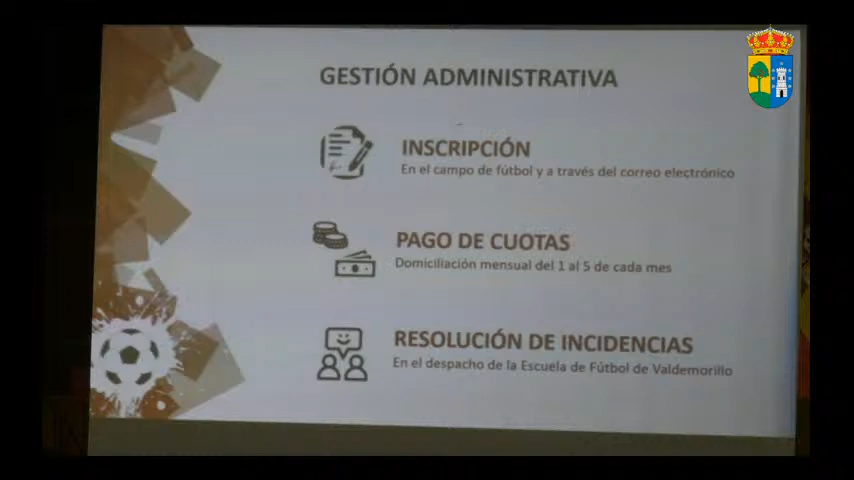 GESTIÓN ADMINISTRATIVA
INSCRIPCIÓN
En el campo de fútbol y a través del correo electrónico
PAGO DE CUOTAS
Domiciliación mensual del 1 al 5 de cada mes
RESOLUCIÓN DE INCIDENCIAS
En el despacho de la Escuela de Fútbol de Valdemorillo